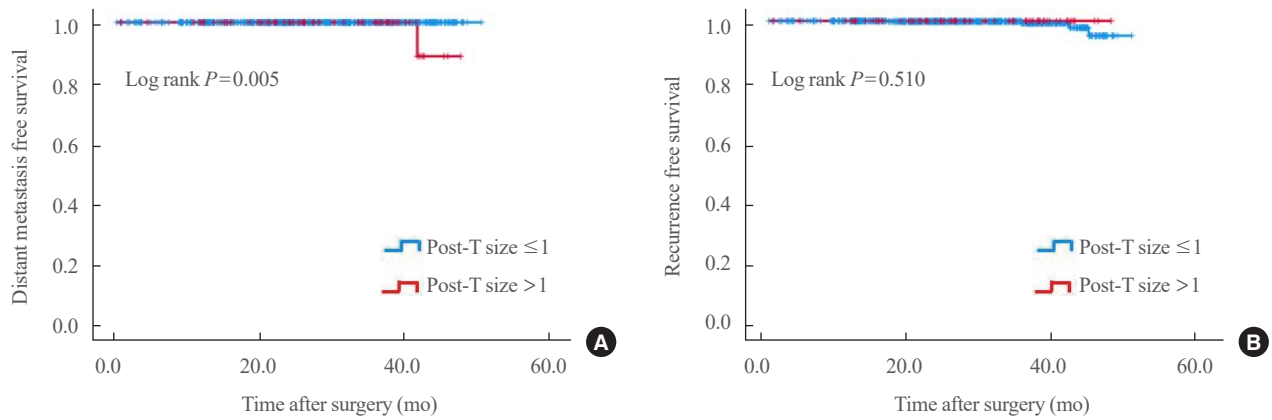 Distant metastasis free survival
1.0
0.8
0.6
0.4
0.2
0.0
Log rank P=0.005
Post-T size ≤1
Post-T size >1
0.0 20.0 40.0 60.0
Time after surgery (mo)
A
Recurrence free survival
1.0
0.8
0.6
0.4
0.2
0.0
Log rank P=0.510
Post-T size ≤1
Post-T size >1
0.0 20.0 40.0 60.0
Time after surgery (mo)
B